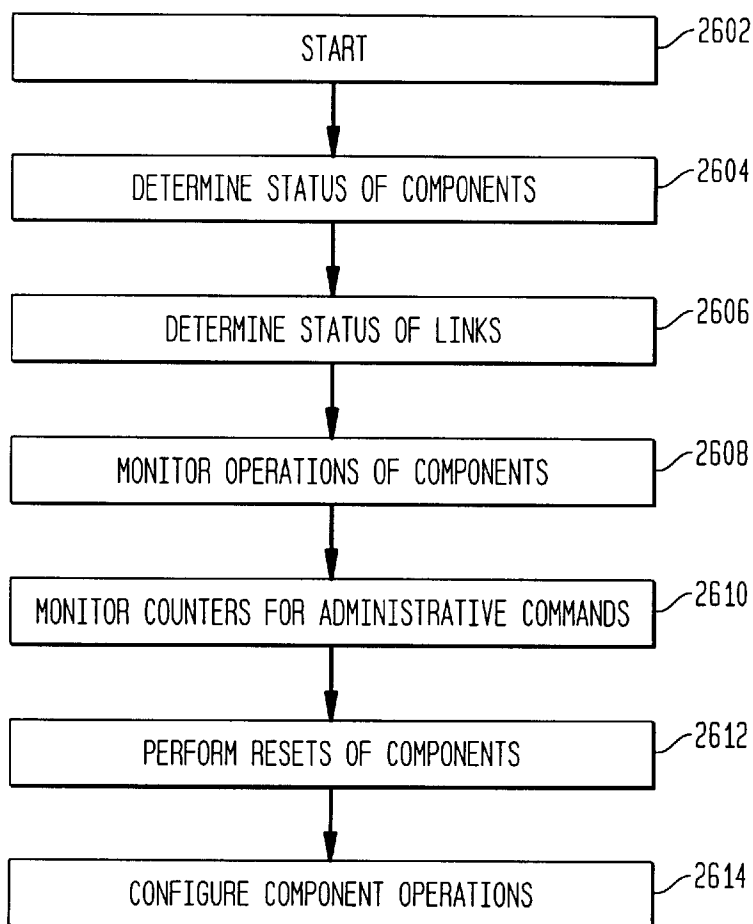 START
2602
DETERMINE STATUS OF COMPONENTS
2604
DETERMINE STATUS OF LINKS
2606
MONITOR OPERATIONS OF COMPONENTS
2608
MONITOR COUNTERS FOR ADMINISTRATIVE COMMANDS
2610
PERFORM RESETS OF COMPONENTS
2612
CONFIGURE COMPONENT OPERATIONS
2614